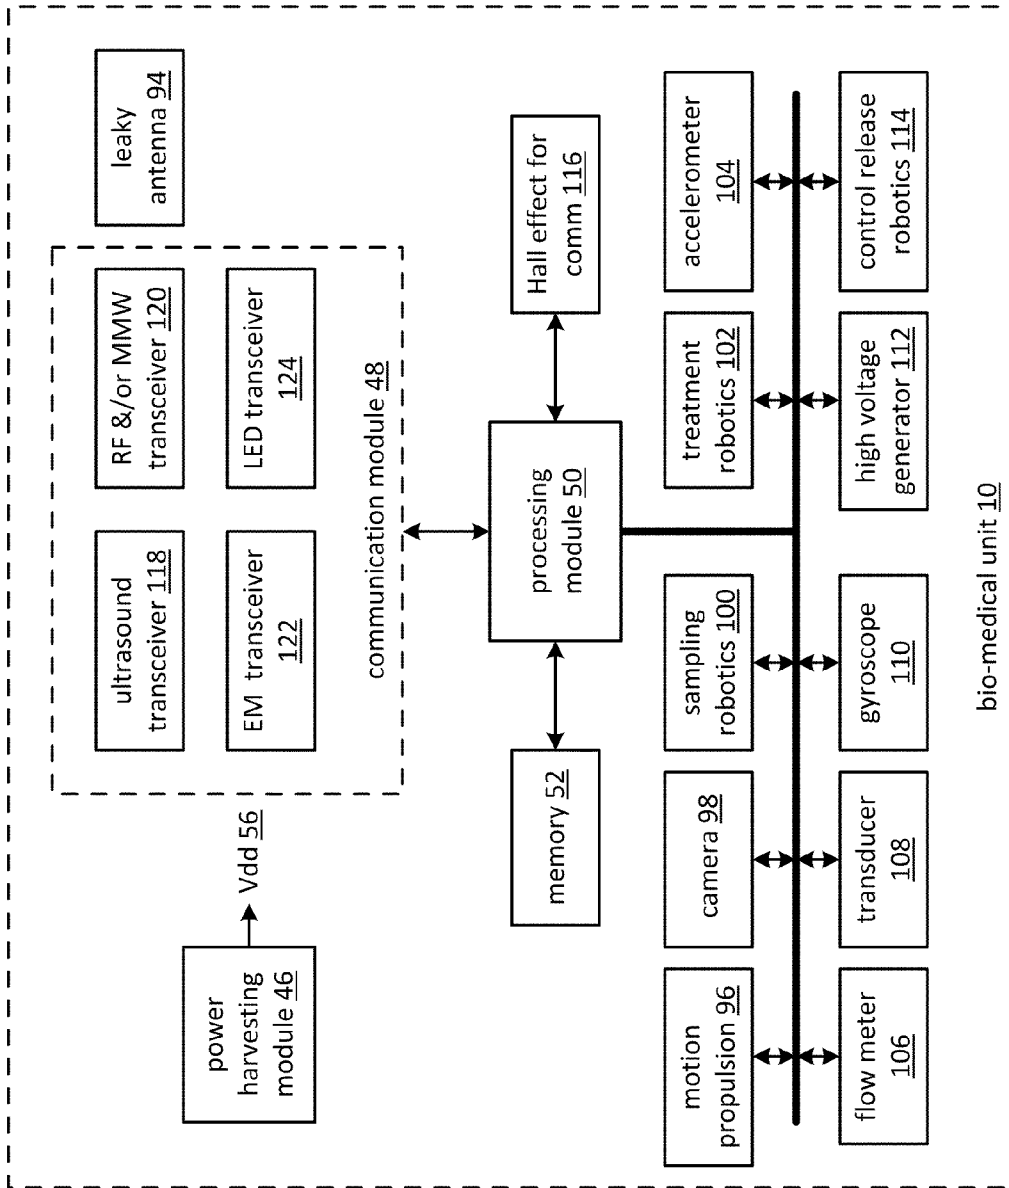 power
harvesting
module 46
Vdd 56
ultrasound
transceiver 118
RF &/or MMW
transceiver 120
leaky
antenna 94
EM transceiver
122
LED transceiver
124
communication module 48
memory 52
processing
module 50
Hall effect for
comm 116
motion
propulsion 96
camera 98
sampling
robotics 100
treatment
robotics 102
accelerometer
104
flow meter
106
transducer
108
gyroscope
110
high voltage
generator 112
control release
robotics 114
bio-medical unit 10